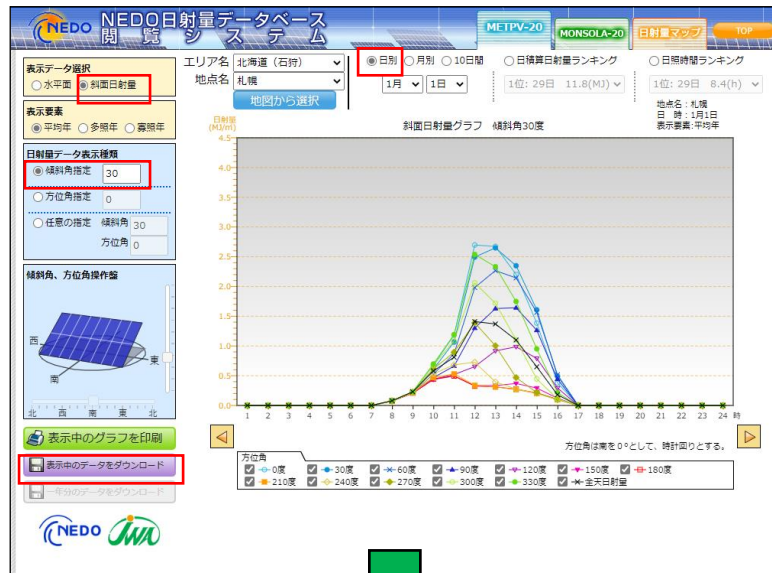 NEDO NEDO日射量データベース
閲覧システム
METPV-20 MONSOLA-20 日射量マップ TOP
表示データ選択
水平面 斜面日射量
表示要素
平均年 多照年 寡照年
日射量データ表示種類
傾斜角指定 30
方位角指定 0
任意の指定 傾斜角 30
方位角 0
傾斜角、方位角操作盤
西 東
南
北 西 南 東 北
表示中のグラフを印刷
表示中のデータをダウンロード
一年分のデータをダウンロード
NEDO JWA
エリア名 北海道（石狩）
地点名 札幌
地図から選択
日別 月別 10日間
1月 1日
日積算日射量ランキング
1位: 29日 11.8(MJ)
日照時間ランキング
1位: 29日 8.4(h)
地点名：札幌
日 時：1月1日
表示要素:平均年
斜面日射量グラフ 傾斜角30度
日射量
(MJ/㎡)
4.5
4.0
3.5
3.0
2.5
2.0
1.5
1.0
0.5
0.0
1 2 3 4 5 6 7 8 9 10 11 12 13 14 15 16 17 18 19 20 21 22 23 24 時
方位角は南を0°として、時計回りとする。
方位角
0度 30度 60度 90度 120度 150度 180度
210度 240度 270度 300度 330度 全天日射量